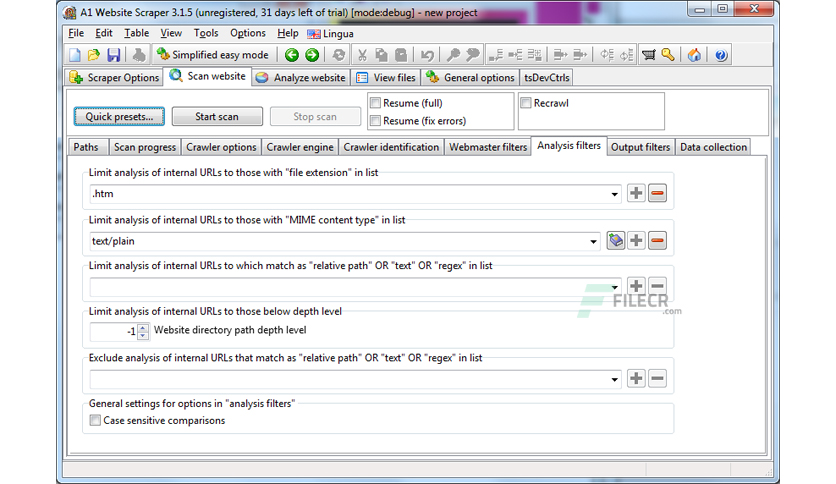 A1 Website Scraper 3.1.5 (unregistered, 31 days left of trial) [mode:debug] - new project
File Edit Table View Tools Options Help Lingua
Simplified easy mode
Scraper Options Scan website Analyze website View files General options tsDevCtrls
Quick presets... Start scan Stop scan Resume (full) Recrawl
Resume (fix errors)
Paths Scan progress Crawler options Crawler engine Crawler identification Webmaster filters Analysis filters Output filters Data collection
Limit analysis of internal URLs to those with "file extension" in list
.htm
Limit analysis of internal URLs to those with "MIME content type" in list
text/plain
Limit analysis of internal URLs to which match as "relative path" OR "text" OR "regex" in list
FILECR
.com
Limit analysis of internal URLs to those below depth level
-1 Website directory path depth level
Exclude analysis of internal URLs that match as "relative path" OR "text" OR "regex" in list
General settings for options in "analysis filters"
Case sensitive comparisons